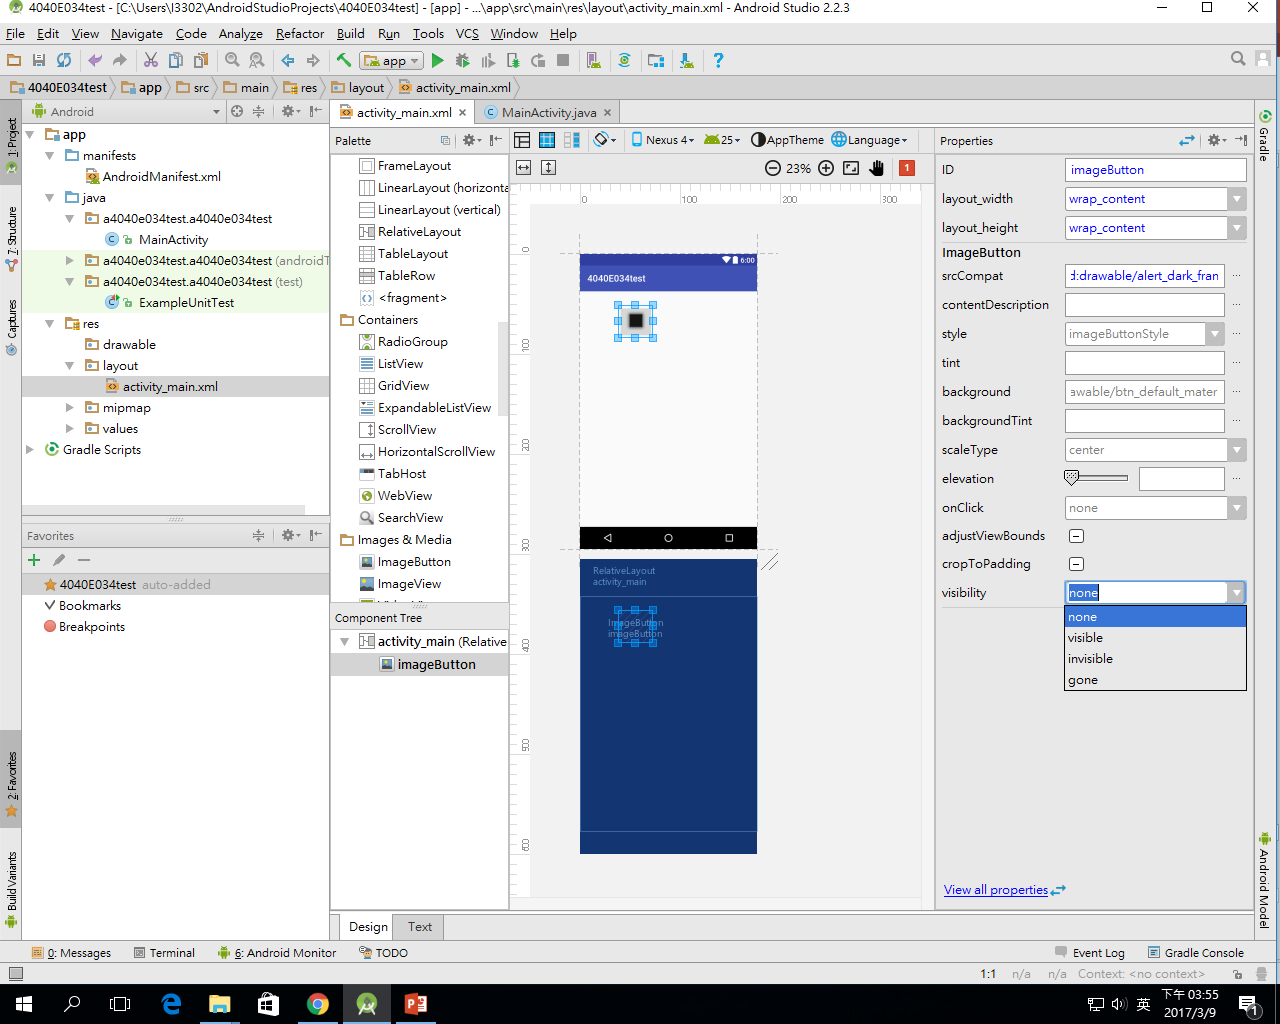 4040E034test - [C:\Users\I3302\AndroidStudioProjects\4040E034test] - [app] - ...\app\src\main\res\layout\activity_main.xml - Android Studio 2.2.3
File Edit View Navigate Code Analyze Refactor Build Run Tools VCS Window Help
app
4040E034test app src main res layout activity_main.xml
1: Project
7: Structure
Captures
2: Favorites
Build Variants
Android
app
manifests
AndroidManifest.xml
java
a4040e034test.a4040e034test
MainActivity
a4040e034test.a4040e034test (androidT
a4040e034test.a4040e034test (test)
ExampleUnitTest
res
drawable
layout
activity_main.xml
mipmap
values
Gradle Scripts
Favorites
4040E034test auto-added
Bookmarks
Breakpoints
activity_main.xml MainActivity.java
Palette
FrameLayout
LinearLayout (horizonta
LinearLayout (vertical)
RelativeLayout
TableLayout
TableRow
<fragment>
Containers
RadioGroup
ListView
GridView
ExpandableListView
ScrollView
HorizontalScrollView
TabHost
WebView
SearchView
Images & Media
ImageButton
ImageView
Component Tree
activity_main (Relative
imageButton
Nexus 4 25 AppTheme Language
23% 1
0 100 200 300
0
100
200
300
400
500
600
6:00
4040E034test
RelativeLayout
activity_main
ImageButton
imageButton
Design Text
Properties
ID imageButton
layout_width wrap_content
layout_height wrap_content
ImageButton
srcCompat d:drawable/alert_dark_fran
contentDescription
style imageButtonStyle
tint
background awable/btn_default_mater
backgroundTint
scaleType center
elevation
onClick none
adjustViewBounds
cropToPadding
visibility none
none
visible
invisible
gone
View all properties
Gradle
Android Model
0: Messages Terminal 6: Android Monitor TODO Event Log Gradle Console
1:1 n/a n/a Context: <no context>
英 下午 03:55
2017/3/9
1